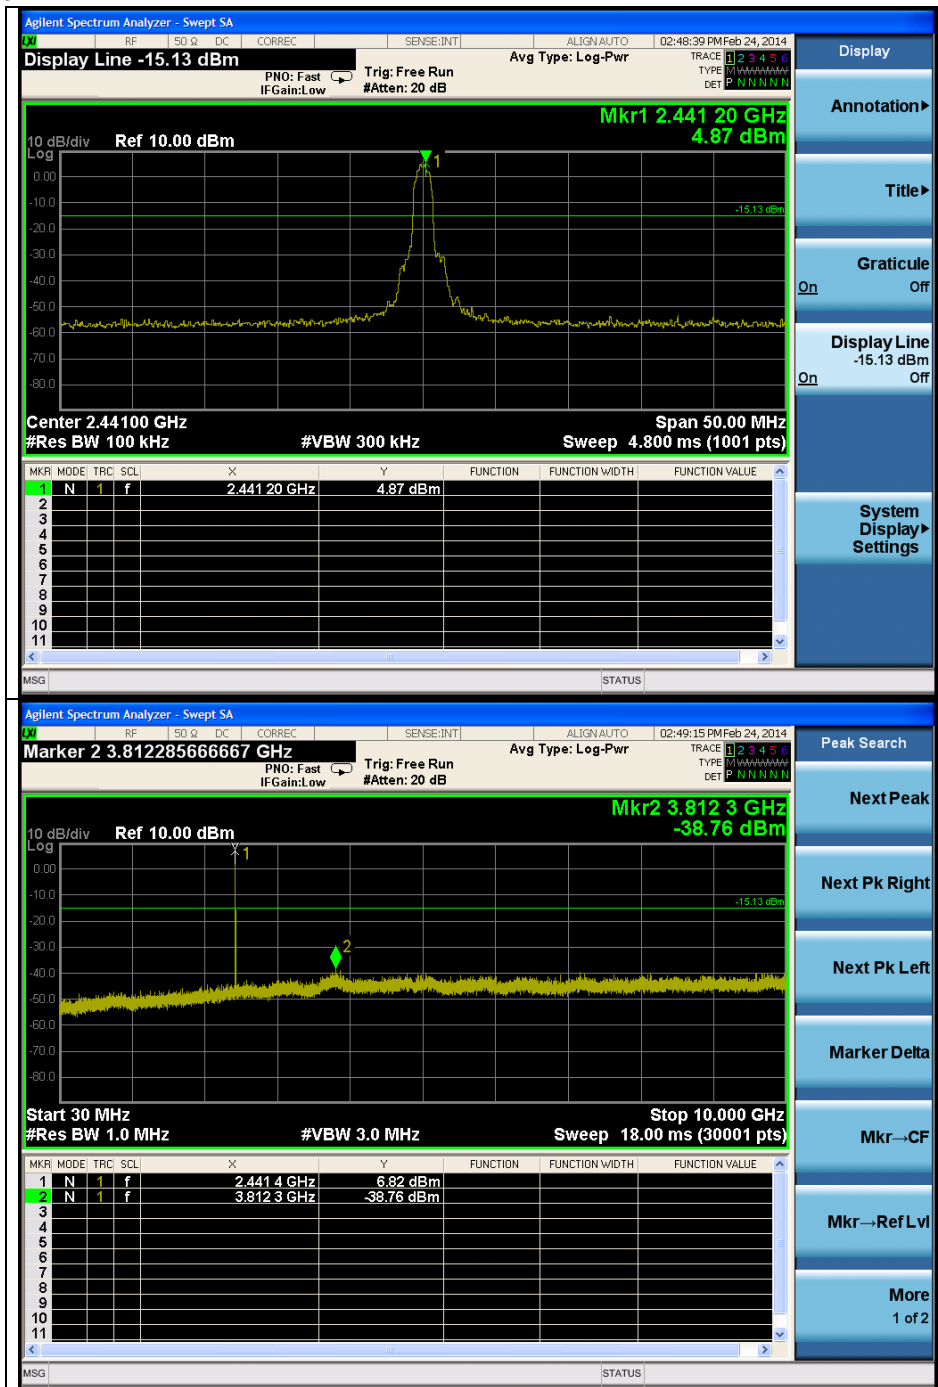 Agilent Spectrum Analyzer - Swept SA
LXI RF 50 Ω DC CORREC SENSE:INT ALIGN AUTO 02:48:39 PM Feb 24, 2014
Display Line -15.13 dBm
PNO: Fast
IFGain:Low
Trig: Free Run
#Atten: 20 dB
Avg Type: Log-Pwr
TRACE 1 2 3 4 5 6
TYPE M WWWWW
DET P N N N N N
Mkr1 2.441 20 GHz
4.87 dBm
10 dB/div Ref 10.00 dBm
Log
1
0.00
-10.0
-15.13 dBm
-20.0
-30.0
-40.0
-50.0
-60.0
-70.0
-80.0
Center 2.44100 GHz Span 50.00 MHz
#Res BW 100 kHz #VBW 300 kHz Sweep 4.800 ms (1001 pts)
MKR MODE TRC SCL X Y FUNCTION FUNCTION WIDTH FUNCTION VALUE
1 N 1 f 2.441 20 GHz 4.87 dBm
2
3
4
5
6
7
8
9
10
11
MSG STATUS
Display
Annotation
Title
Graticule
On Off
Display Line
-15.13 dBm
On Off
System
Display
Settings
Agilent Spectrum Analyzer - Swept SA
LXI RF 50 Ω DC CORREC SENSE:INT ALIGN AUTO 02:49:15 PM Feb 24, 2014
Marker 2 3.812285666667 GHz
PNO: Fast
IFGain:Low
Trig: Free Run
#Atten: 20 dB
Avg Type: Log-Pwr
TRACE 1 2 3 4 5 6
TYPE M WWWWW
DET P N N N N N
Mkr2 3.812 3 GHz
-38.76 dBm
10 dB/div Ref 10.00 dBm
Log
1
0.00
-10.0
-15.13 dBm
-20.0
-30.0
2
-40.0
-50.0
-60.0
-70.0
-80.0
Start 30 MHz Stop 10.000 GHz
#Res BW 1.0 MHz #VBW 3.0 MHz Sweep 18.00 ms (30001 pts)
MKR MODE TRC SCL X Y FUNCTION FUNCTION WIDTH FUNCTION VALUE
1 N 1 f 2.441 4 GHz 6.82 dBm
2 N 1 f 3.812 3 GHz -38.76 dBm
3
4
5
6
7
8
9
10
11
MSG STATUS
Peak Search
Next Peak
Next Pk Right
Next Pk Left
Marker Delta
Mkr→CF
Mkr→Ref Lvl
More
1 of 2